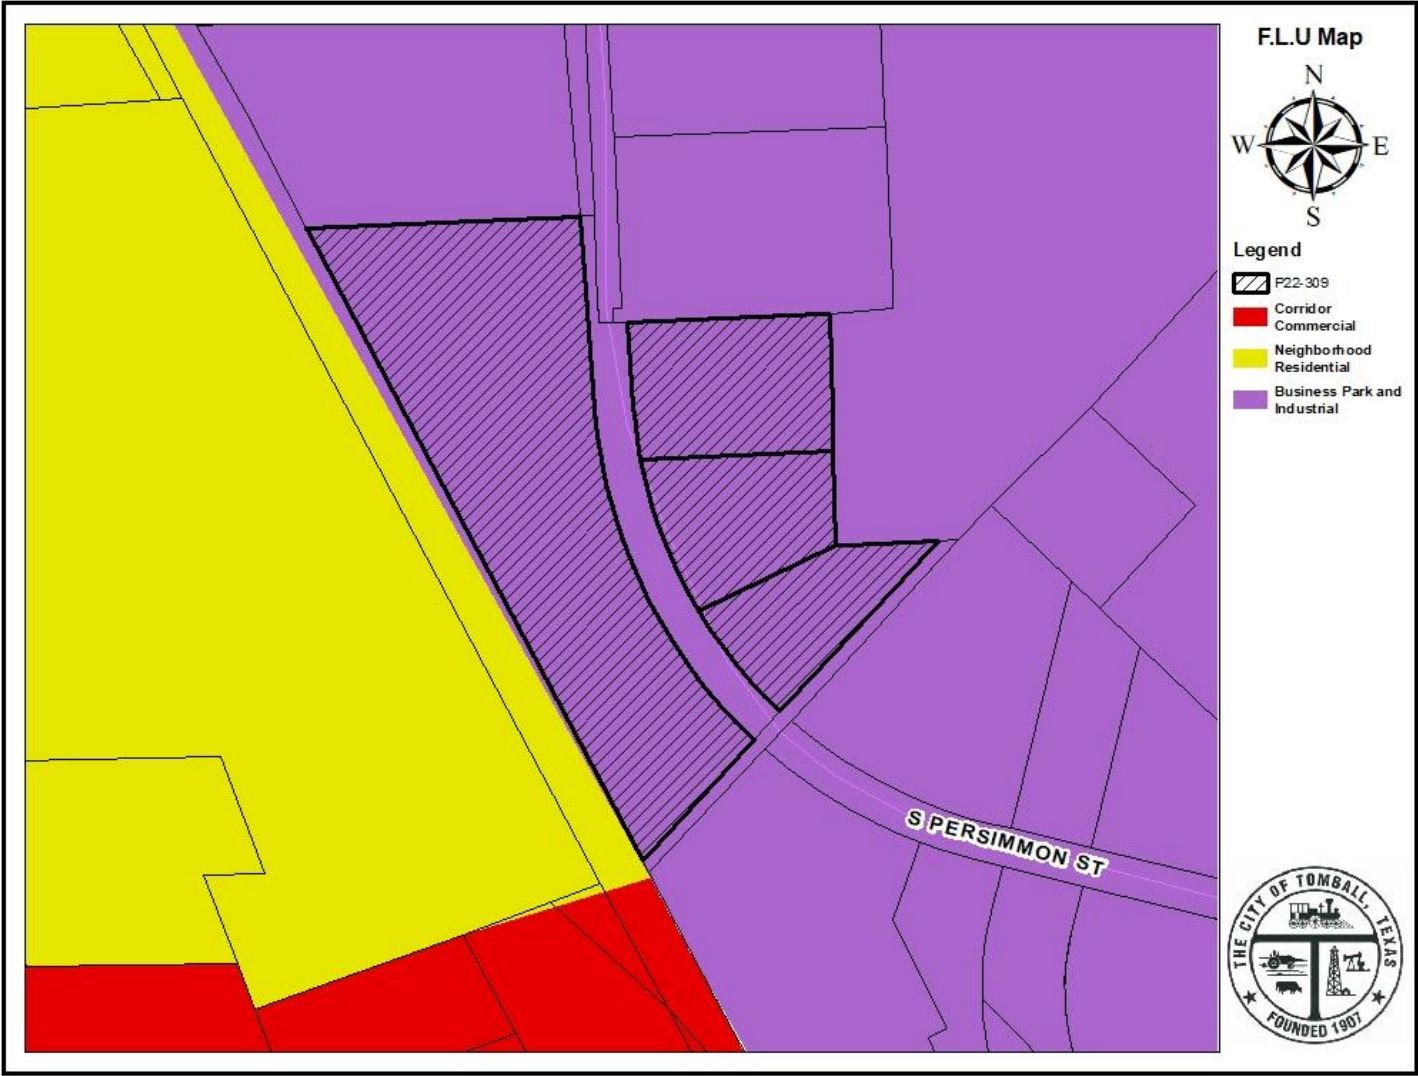 F.L.U Map
N
W
E
S
Legend
P22-309
Corridor
Commercial
Neighborhood
Residential
Business Park and
Industrial
S PERSIMMON ST
THE CITY OF TOMBALL, TEXAS
FOUNDED 1907